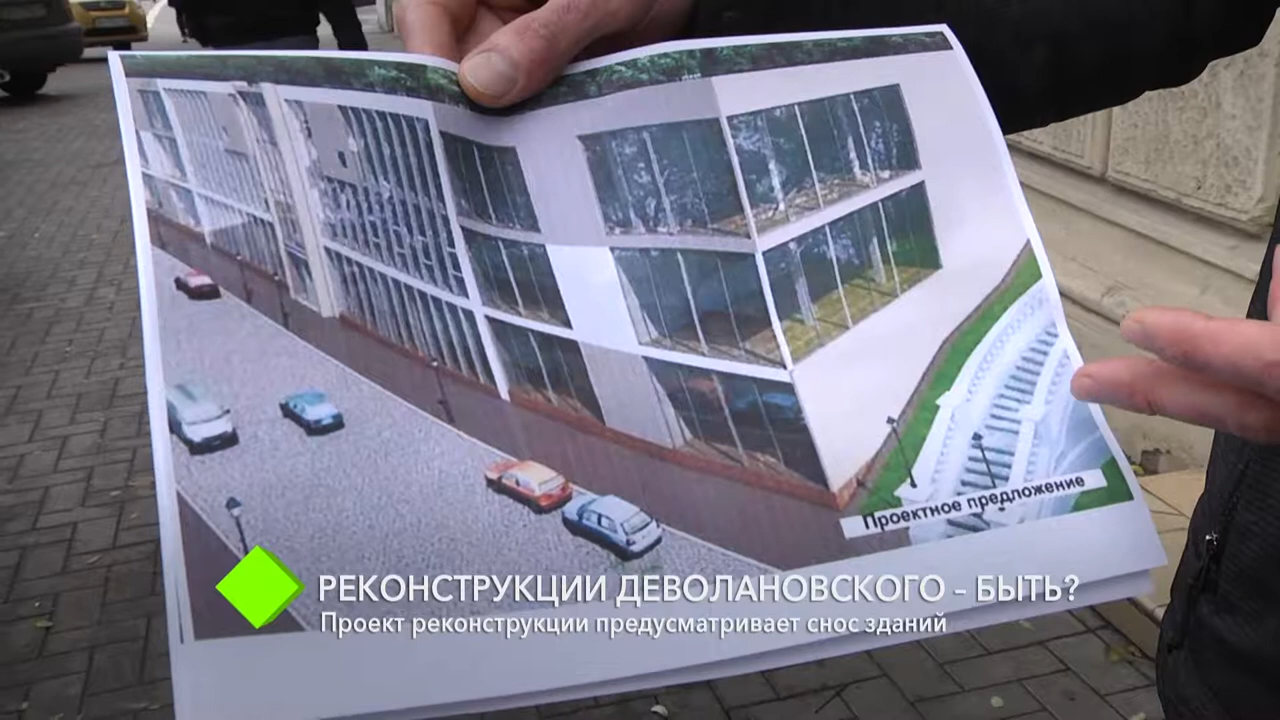 Проектное предложение
РЕКОНСТРУКЦИИ ДЕВОЛАНОВСКОГО - БЫТЬ?
Проект реконструкции предусматривает снос зданий